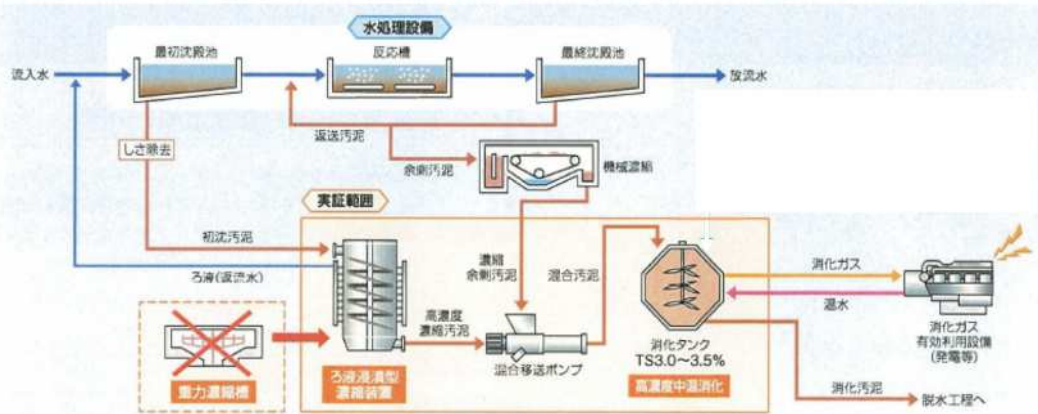 水処理設備
最初沈殿池
反応槽
最終沈殿池
流入水
放流水
返送汚泥
しさ除去
余剰汚泥
機械濃縮
実証範囲
初沈汚泥
ろ液(返流水)
濃縮
余剰汚泥
混合汚泥
消化ガス
温水
高濃度
濃縮汚泥
消化タンク
TS3.0~3.5%
消化ガス
有効利用設備
(発電等)
混合移送ポンプ
重力濃縮槽
ろ液浸漬型
濃縮装置
高濃度中温消化
消化汚泥
脱水工程へ